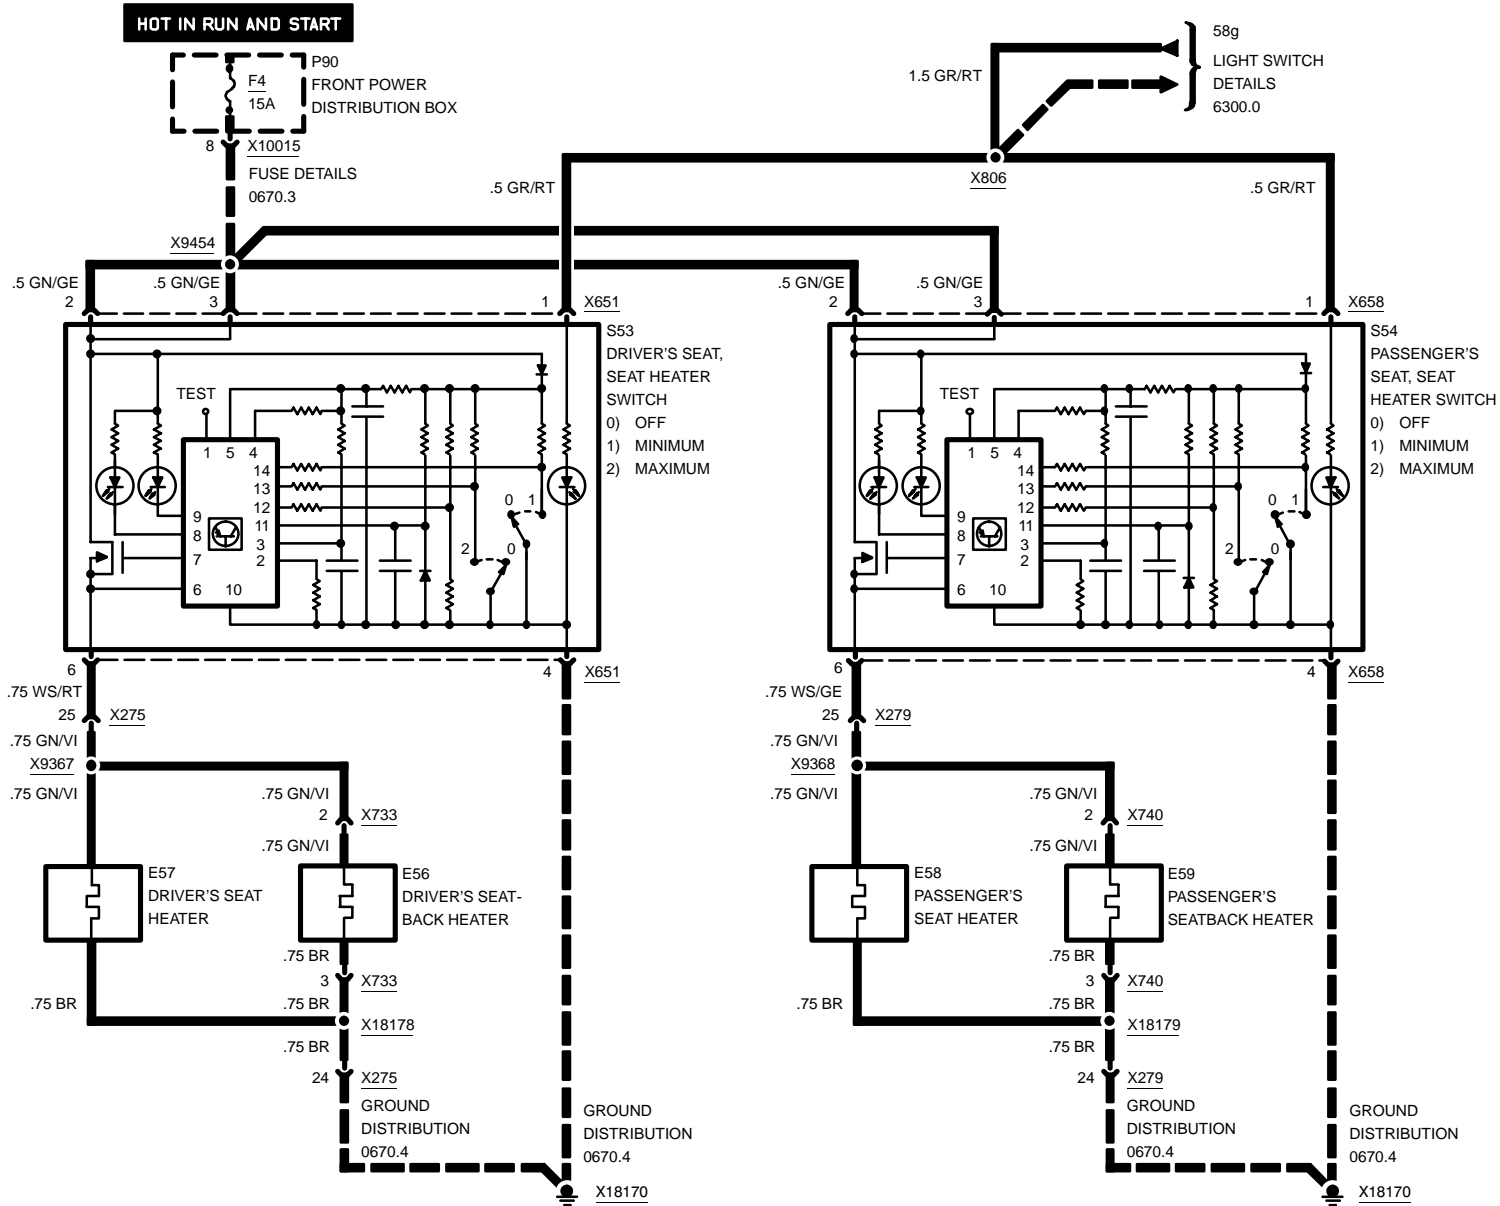 HOT IN RUN AND START
P90
FRONT POWER
DISTRIBUTION BOX
F4
15A
8
X10015
FUSE DETAILS
0670.3
58g
LIGHT SWITCH
DETAILS
6300.0
1.5 GR/RT
X806
.5 GR/RT
.5 GR/RT
X9454
.5 GN/GE
2
.5 GN/GE
3
1
X651
.5 GN/GE
2
.5 GN/GE
3
1
X658
S53
DRIVER'S SEAT,
SEAT HEATER
SWITCH
0) OFF
1) MINIMUM
2) MAXIMUM
TEST
1 5 4
14
13
12
11
3
2
9
8
7
6
10
0 1
2 0
S54
PASSENGER'S
SEAT, SEAT
HEATER SWITCH
0) OFF
1) MINIMUM
2) MAXIMUM
TEST
1 5 4
14
13
12
11
3
2
9
8
7
6
10
0 1
2 0
6
.75 WS/RT
25
X275
.75 GN/VI
X9367
.75 GN/VI
4
X651
.75 GN/VI
2
X733
.75 GN/VI
E57
DRIVER'S SEAT
HEATER
E56
DRIVER'S SEAT-
BACK HEATER
.75 BR
.75 BR
3
X733
.75 BR
X18178
.75 BR
24
X275
GROUND
DISTRIBUTION
0670.4
GROUND
DISTRIBUTION
0670.4
X18170
6
.75 WS/GE
25
X279
.75 GN/VI
X9368
.75 GN/VI
4
X658
.75 GN/VI
2
X740
.75 GN/VI
E58
PASSENGER'S
SEAT HEATER
E59
PASSENGER'S
SEATBACK HEATER
.75 BR
.75 BR
3
X740
.75 BR
X18179
.75 BR
24
X279
GROUND
DISTRIBUTION
0670.4
GROUND
DISTRIBUTION
0670.4
X18170